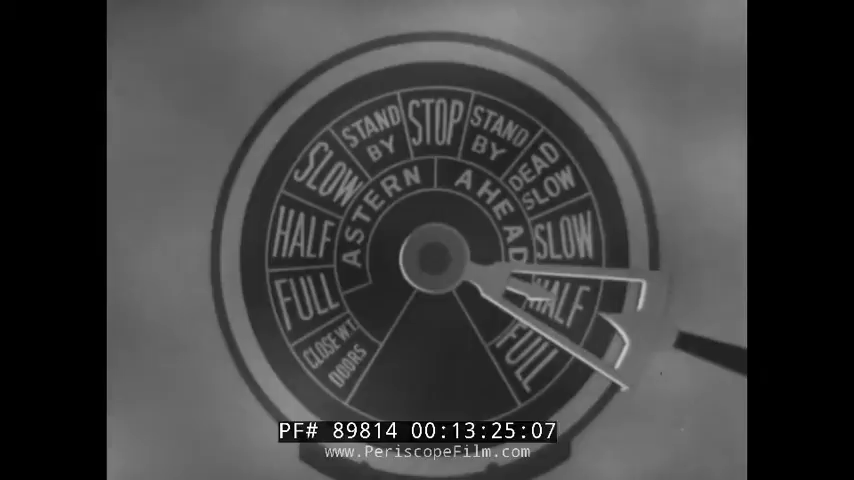 STOP
STAND BY
STAND BY
SLOW
DEAD SLOW
ASTERN
AHEAD
HALF
SLOW
FULL
HALF
CLOSE W.T. DOORS
FULL
PF# 89814 00:13:25:07
www.PeriscopeFilm.com